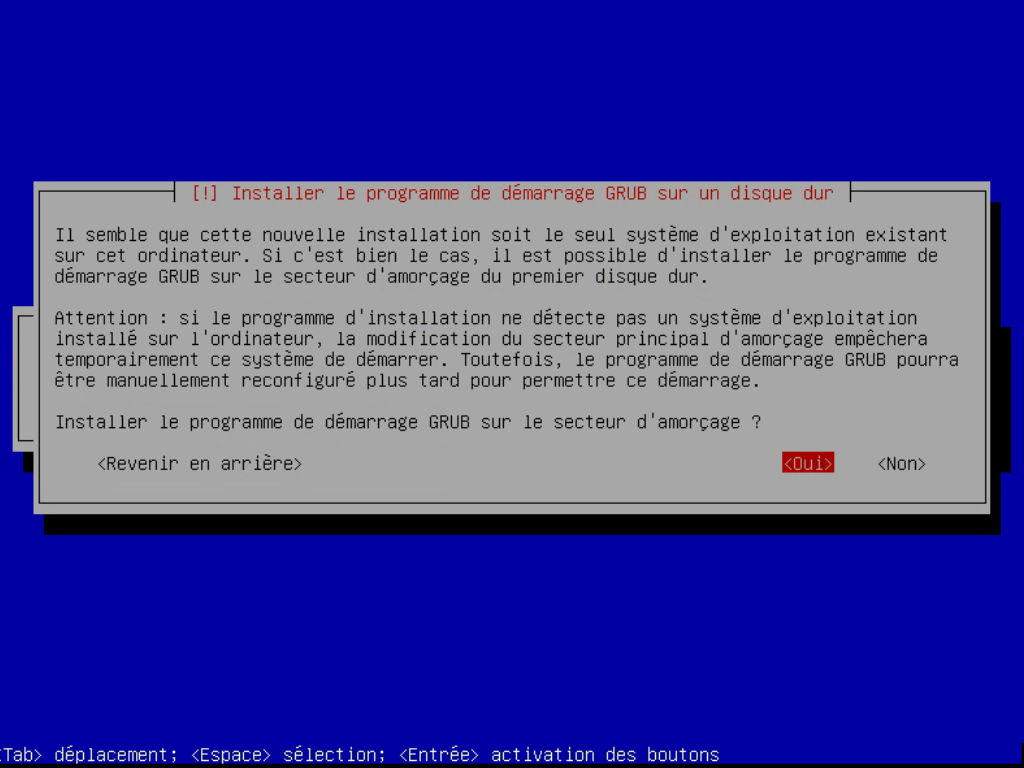 [!] Installer le programme de démarrage GRUB sur un disque dur
Il semble que cette nouvelle installation soit le seul système d'exploitation existant
sur cet ordinateur. Si c'est bien le cas, il est possible d'installer le programme de
démarrage GRUB sur le secteur d'amorçage du premier disque dur.
Attention : si le programme d'installation ne détecte pas un système d'exploitation
installé sur l'ordinateur, la modification du secteur principal d'amorçage empêchera
temporairement ce système de démarrer. Toutefois, le programme de démarrage GRUB pourra
être manuellement reconfiguré plus tard pour permettre ce démarrage.
Installer le programme de démarrage GRUB sur le secteur d'amorçage ?
<Revenir en arrière> <Oui> <Non>
<Tab> déplacement; <Espace> sélection; <Entrée> activation des boutons